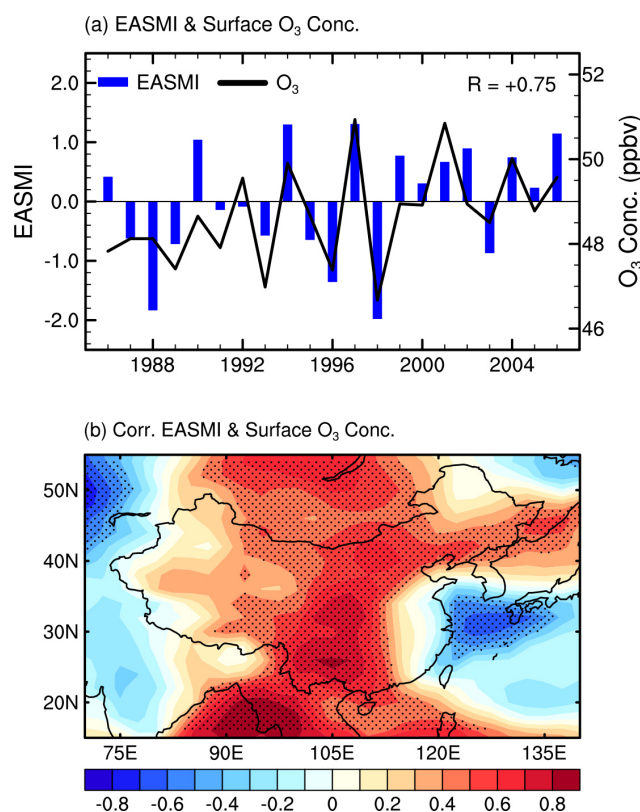 (a) EASMI & Surface O₃ Conc.
EASMI O₃ R = +0.75
2.0
1.0
0.0
-1.0
-2.0
EASMI
52
50
48
46
O₃ Conc. (ppbv)
1988 1992 1996 2000 2004
(b) Corr. EASMI & Surface O₃ Conc.
50N
40N
30N
20N
75E 90E 105E 120E 135E
-0.8 -0.6 -0.4 -0.2 0 0.2 0.4 0.6 0.8